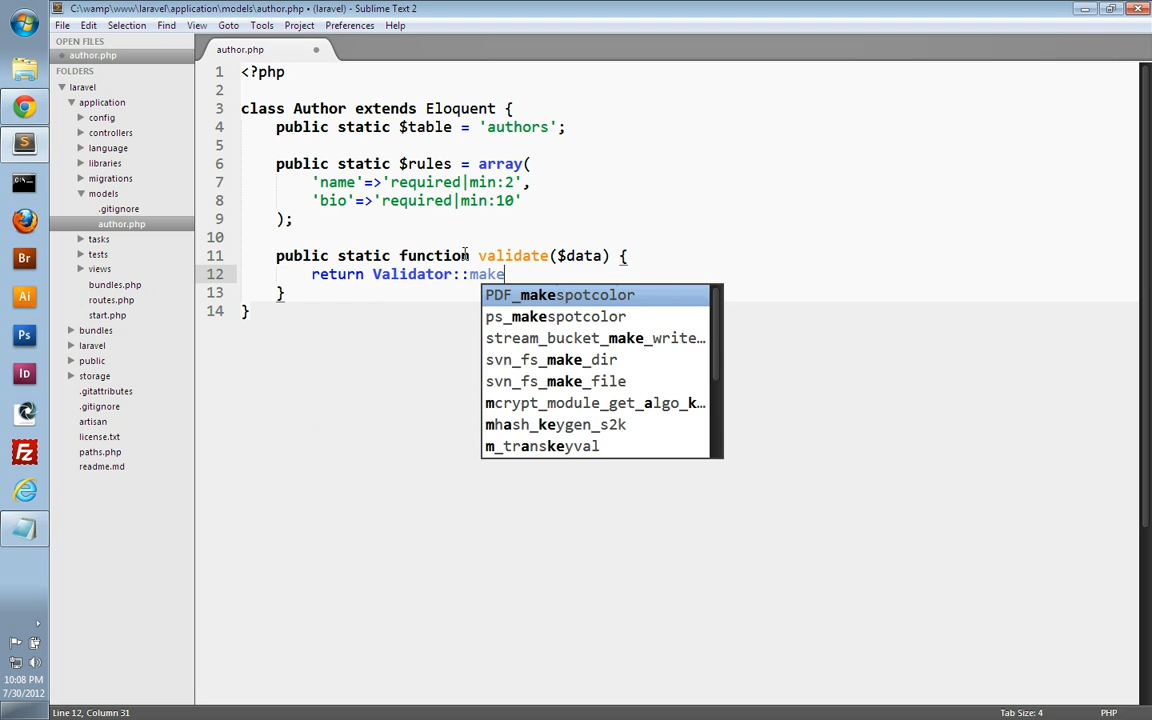 C:\wamp\www\laravel\application\models\author.php • (laravel) - Sublime Text 2
File Edit Selection Find View Goto Tools Project Preferences Help
OPEN FILES
author.php
FOLDERS
laravel
application
config
controllers
language
libraries
migrations
models
.gitignore
author.php
tasks
tests
views
bundles.php
routes.php
start.php
bundles
laravel
public
storage
.gitattributes
.gitignore
artisan
license.txt
paths.php
readme.md
author.php
1 <?php
2
3 class Author extends Eloquent {
4 public static $table = 'authors';
5
6 public static $rules = array(
7 'name'=>'required|min:2',
8 'bio'=>'required|min:10'
9 );
10
11 public static function validate($data) {
12 return Validator::make
13 }
14 }
PDF_makespotcolor
ps_makespotcolor
stream_bucket_make_write…
svn_fs_make_dir
svn_fs_make_file
mcrypt_module_get_algo_k…
mhash_keygen_s2k
m_transkeyval
Br
Ai
Ps
Id
Fz
10:08 PM
7/30/2012
Line 12, Column 31
Tab Size: 4
PHP